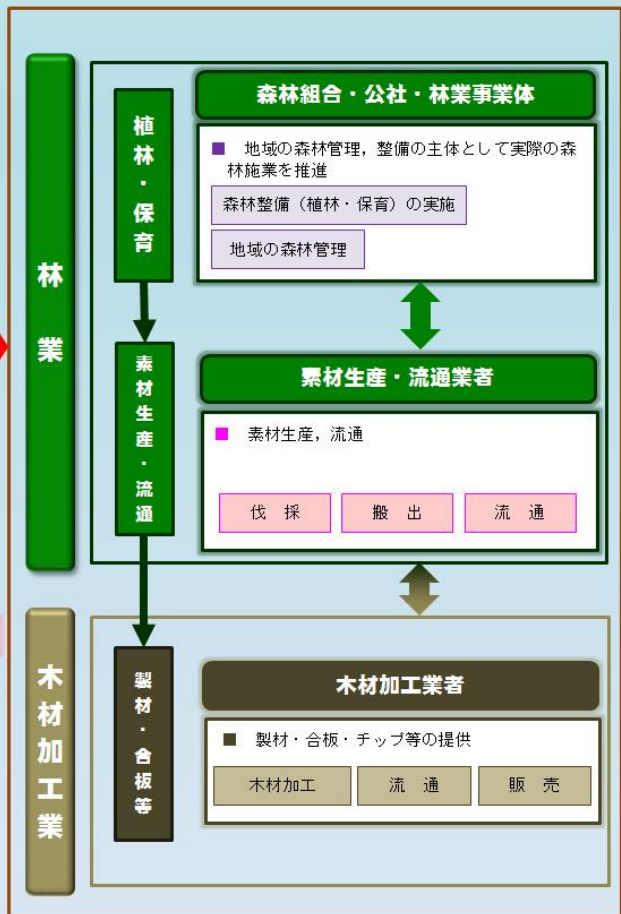 林業
植林・保育
森林組合・公社・林業事業体
■ 地域の森林管理，整備の主体として実際の森
林施業を推進
森林整備（植林・保育）の実施
地域の森林管理
素材生産・流通
素材生産・流通業者
■ 素材生産，流通
伐 採
搬 出
流 通
木材加工業
製材・合板等
木材加工業者
■ 製材・合板・チップ等の提供
木材加工
流 通
販 売